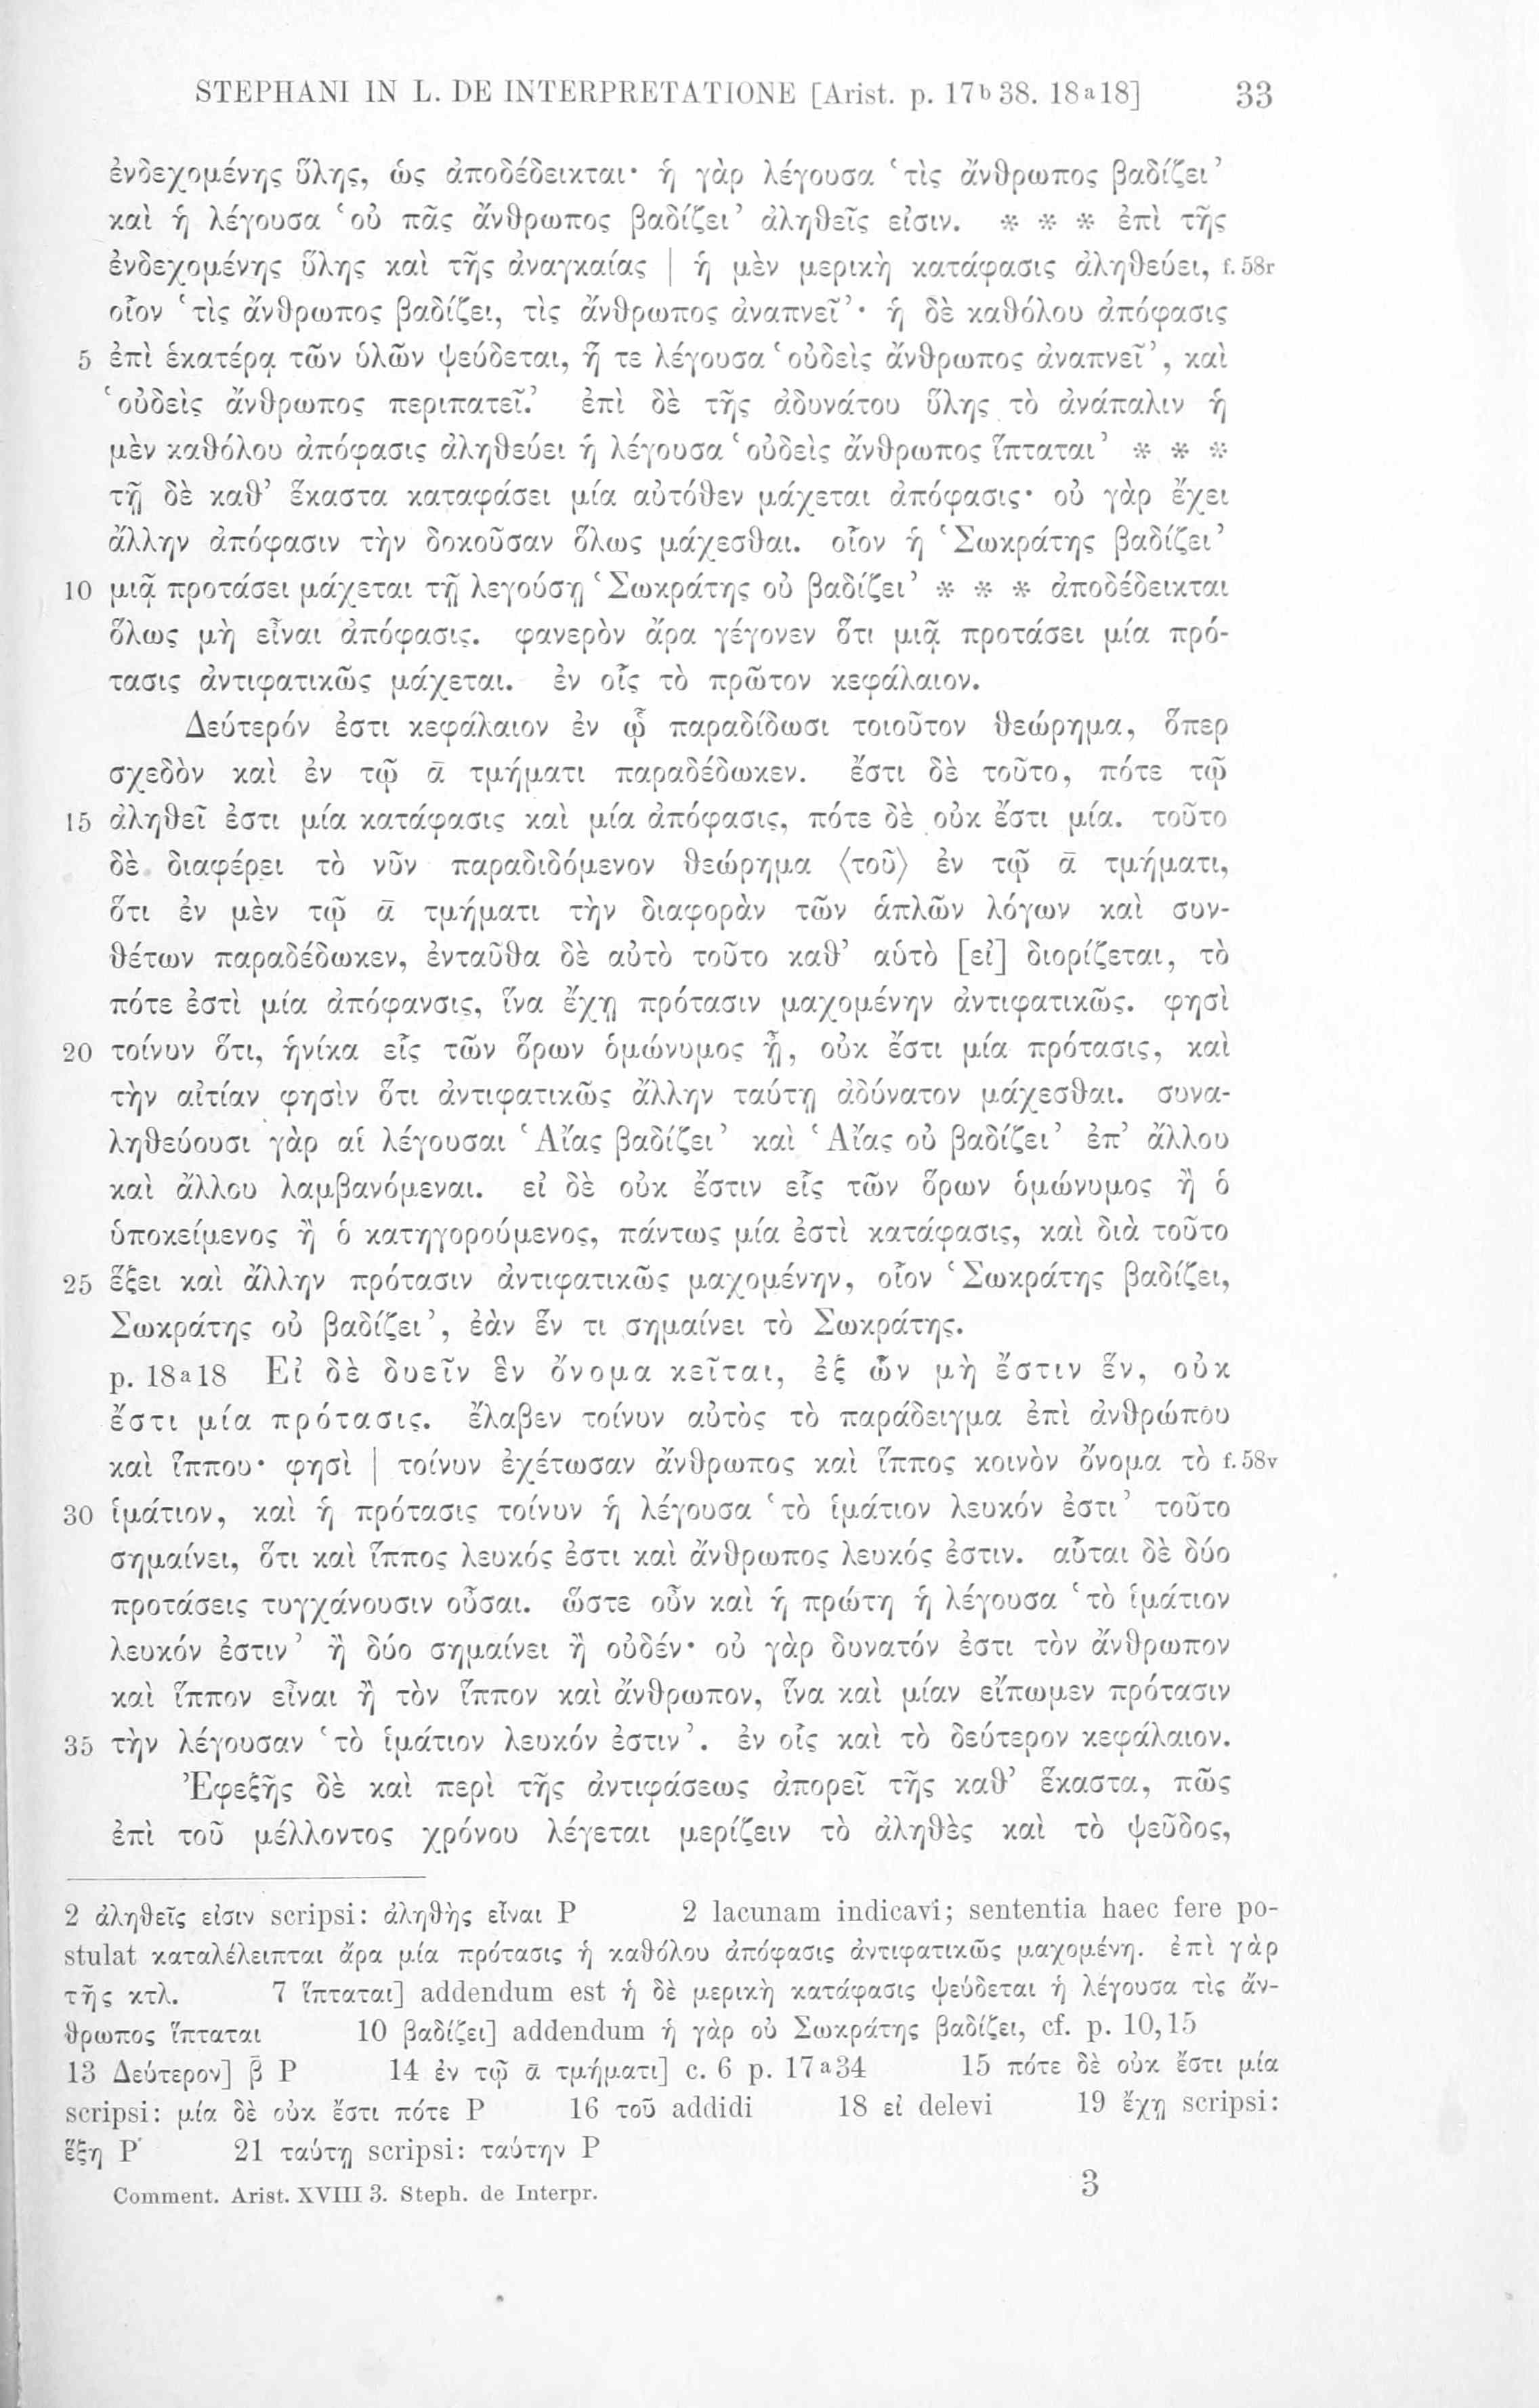 STEPHANI IN L. DE INTERPRETATIONE [Arist. p. 17b 38. 18a18] 33
ἐνδεχομένης ὕλης, ὡς ἀποδέδεικται· ἡ γὰρ λέγουσα ‘τὶς ἄνθρωπος βαδίζει’
καὶ ἡ λέγουσα ‘οὐ πᾶς ἄνθρωπος βαδίζει’ ἀληθεῖς εἰσιν. * * * ἐπὶ τῆς
ἐνδεχομένης ὕλης καὶ τῆς ἀναγκαίας | ἡ μὲν μερικὴ κατάφασις ἀληθεύει, f. 58r
οἷον ‘τὶς ἄνθρωπος βαδίζει, τὶς ἄνθρωπος ἀναπνεῖ’· ἡ δὲ καθόλου ἀπόφασις
5 ἐπὶ ἑκατέρᾳ τῶν ὑλῶν ψεύδεται, ἥ τε λέγουσα ‘οὐδεὶς ἄνθρωπος ἀναπνεῖ’, καὶ
‘οὐδεὶς ἄνθρωπος περιπατεῖ.’ ἐπὶ δὲ τῆς ἀδυνάτου ὕλης τὸ ἀνάπαλιν ἡ
μὲν καθόλου ἀπόφασις ἀληθεύει ἡ λέγουσα ‘οὐδεὶς ἄνθρωπος ἵπταται’ * * *
τῇ δὲ καθ’ ἕκαστα καταφάσει μία αὐτόθεν μάχεται ἀπόφασις· οὐ γὰρ ἔχει
ἄλλην ἀπόφασιν τὴν δοκοῦσαν ὅλως μάχεσθαι. οἷον ἡ ‘Σωκράτης βαδίζει’
10 μιᾷ προτάσει μάχεται τῇ λεγούσῃ ‘Σωκράτης οὐ βαδίζει’ * * * ἀποδέδεικται
ὅλως μὴ εἶναι ἀπόφασις. φανερὸν ἄρα γέγονεν ὅτι μιᾷ προτάσει μία πρό-
τασις ἀντιφατικῶς μάχεται. ἐν οἷς τὸ πρῶτον κεφάλαιον.
Δεύτερόν ἐστι κεφάλαιον ἐν ᾧ παραδίδωσι τοιοῦτον θεώρημα, ὅπερ
σχεδὸν καὶ ἐν τῷ ᾱ τμήματι παραδέδωκεν. ἔστι δὲ τοῦτο, πότε τῷ
15 ἀληθεῖ ἐστι μία κατάφασις καὶ μία ἀπόφασις, πότε δὲ οὐκ ἔστι μία. τοῦτο
δὲ διαφέρει τὸ νῦν παραδιδόμενον θεώρημα ⟨τοῦ⟩ ἐν τῷ ᾱ τμήματι,
ὅτι ἐν μὲν τῷ ᾱ τμήματι τὴν διαφορὰν τῶν ἁπλῶν λόγων καὶ συν-
θέτων παραδέδωκεν, ἐνταῦθα δὲ αὐτὸ τοῦτο καθ’ αὑτὸ [εἰ] διορίζεται, τὸ
πότε ἐστὶ μία ἀπόφανσις, ἵνα ἔχῃ πρότασιν μαχομένην ἀντιφατικῶς. φησὶ
20 τοίνυν ὅτι, ἡνίκα εἷς τῶν ὅρων ὁμώνυμος ᾖ, οὐκ ἔστι μία πρότασις, καὶ
τὴν αἰτίαν φησὶν ὅτι ἀντιφατικῶς ἄλλην ταύτῃ ἀδύνατον μάχεσθαι. συνα-
ληθεύουσι γὰρ αἱ λέγουσαι ‘Αἴας βαδίζει’ καὶ ‘Αἴας οὐ βαδίζει’ ἐπ’ ἄλλου
καὶ ἄλλου λαμβανόμεναι. εἰ δὲ οὐκ ἔστιν εἷς τῶν ὅρων ὁμώνυμος ἢ ὁ
ὑποκείμενος ἢ ὁ κατηγορούμενος, πάντως μία ἐστὶ κατάφασις, καὶ διὰ τοῦτο
25 ἕξει καὶ ἄλλην πρότασιν ἀντιφατικῶς μαχομένην, οἷον ‘Σωκράτης βαδίζει,
Σωκράτης οὐ βαδίζει’, ἐὰν ἕν τι σημαίνει τὸ Σωκράτης.
p. 18a18 Εἰ δὲ δυεῖν ἓν ὄνομα κεῖται, ἐξ ὧν μὴ ἔστιν ἕν, οὐκ
ἔστι μία πρότασις. ἔλαβεν τοίνυν αὐτὸς τὸ παράδειγμα ἐπὶ ἀνθρώπου
καὶ ἵππου· φησὶ | τοίνυν ἐχέτωσαν ἄνθρωπος καὶ ἵππος κοινὸν ὄνομα τὸ f. 58v
30 ἱμάτιον, καὶ ἡ πρότασις τοίνυν ἡ λέγουσα ‘τὸ ἱμάτιον λευκόν ἐστι’ τοῦτο
σημαίνει, ὅτι καὶ ἵππος λευκός ἐστι καὶ ἄνθρωπος λευκός ἐστιν. αὗται δὲ δύο
προτάσεις τυγχάνουσιν οὖσαι. ὥστε οὖν καὶ ἡ πρώτη ἡ λέγουσα ‘τὸ ἱμάτιον
λευκόν ἐστιν’ ἢ δύο σημαίνει ἢ οὐδέν· οὐ γὰρ δυνατόν ἐστι τὸν ἄνθρωπον
καὶ ἵππον εἶναι ἢ τὸν ἵππον καὶ ἄνθρωπον, ἵνα καὶ μίαν εἴπωμεν πρότασιν
35 τὴν λέγουσαν ‘τὸ ἱμάτιον λευκόν ἐστιν’. ἐν οἷς καὶ τὸ δεύτερον κεφάλαιον.
Ἐφεξῆς δὲ καὶ περὶ τῆς ἀντιφάσεως ἀπορεῖ τῆς καθ’ ἕκαστα, πῶς
ἐπὶ τοῦ μέλλοντος χρόνου λέγεται μερίζειν τὸ ἀληθὲς καὶ τὸ ψεῦδος,
2 ἀληθεῖς εἰσιν scripsi: ἀληθὴς εἶναι P 2 lacunam indicavi; sententia haec fere po-
stulat καταλέλειπται ἄρα μία πρότασις ἡ καθόλου ἀπόφασις ἀντιφατικῶς μαχομένη. ἐπὶ γὰρ
τῆς κτλ. 7 ἵπταται] addendum est ἡ δὲ μερικὴ κατάφασις ψεύδεται ἡ λέγουσα τὶς ἄν-
θρωπος ἵπταται 10 βαδίζει] addendum ἡ γὰρ οὐ Σωκράτης βαδίζει, cf. p. 10,15
13 Δεύτερον] β̄ P 14 ἐν τῷ ᾱ τμήματι] c. 6 p. 17a34 15 πότε δὲ οὐκ ἔστι μία
scripsi: μία δὲ οὐκ ἔστι πότε P 16 τοῦ addidi 18 εἰ delevi 19 ἔχῃ scripsi:
ἕξη P 21 ταύτῃ scripsi: ταύτην P
Comment. Arist. XVIII 3. Steph. de Interpr. 3